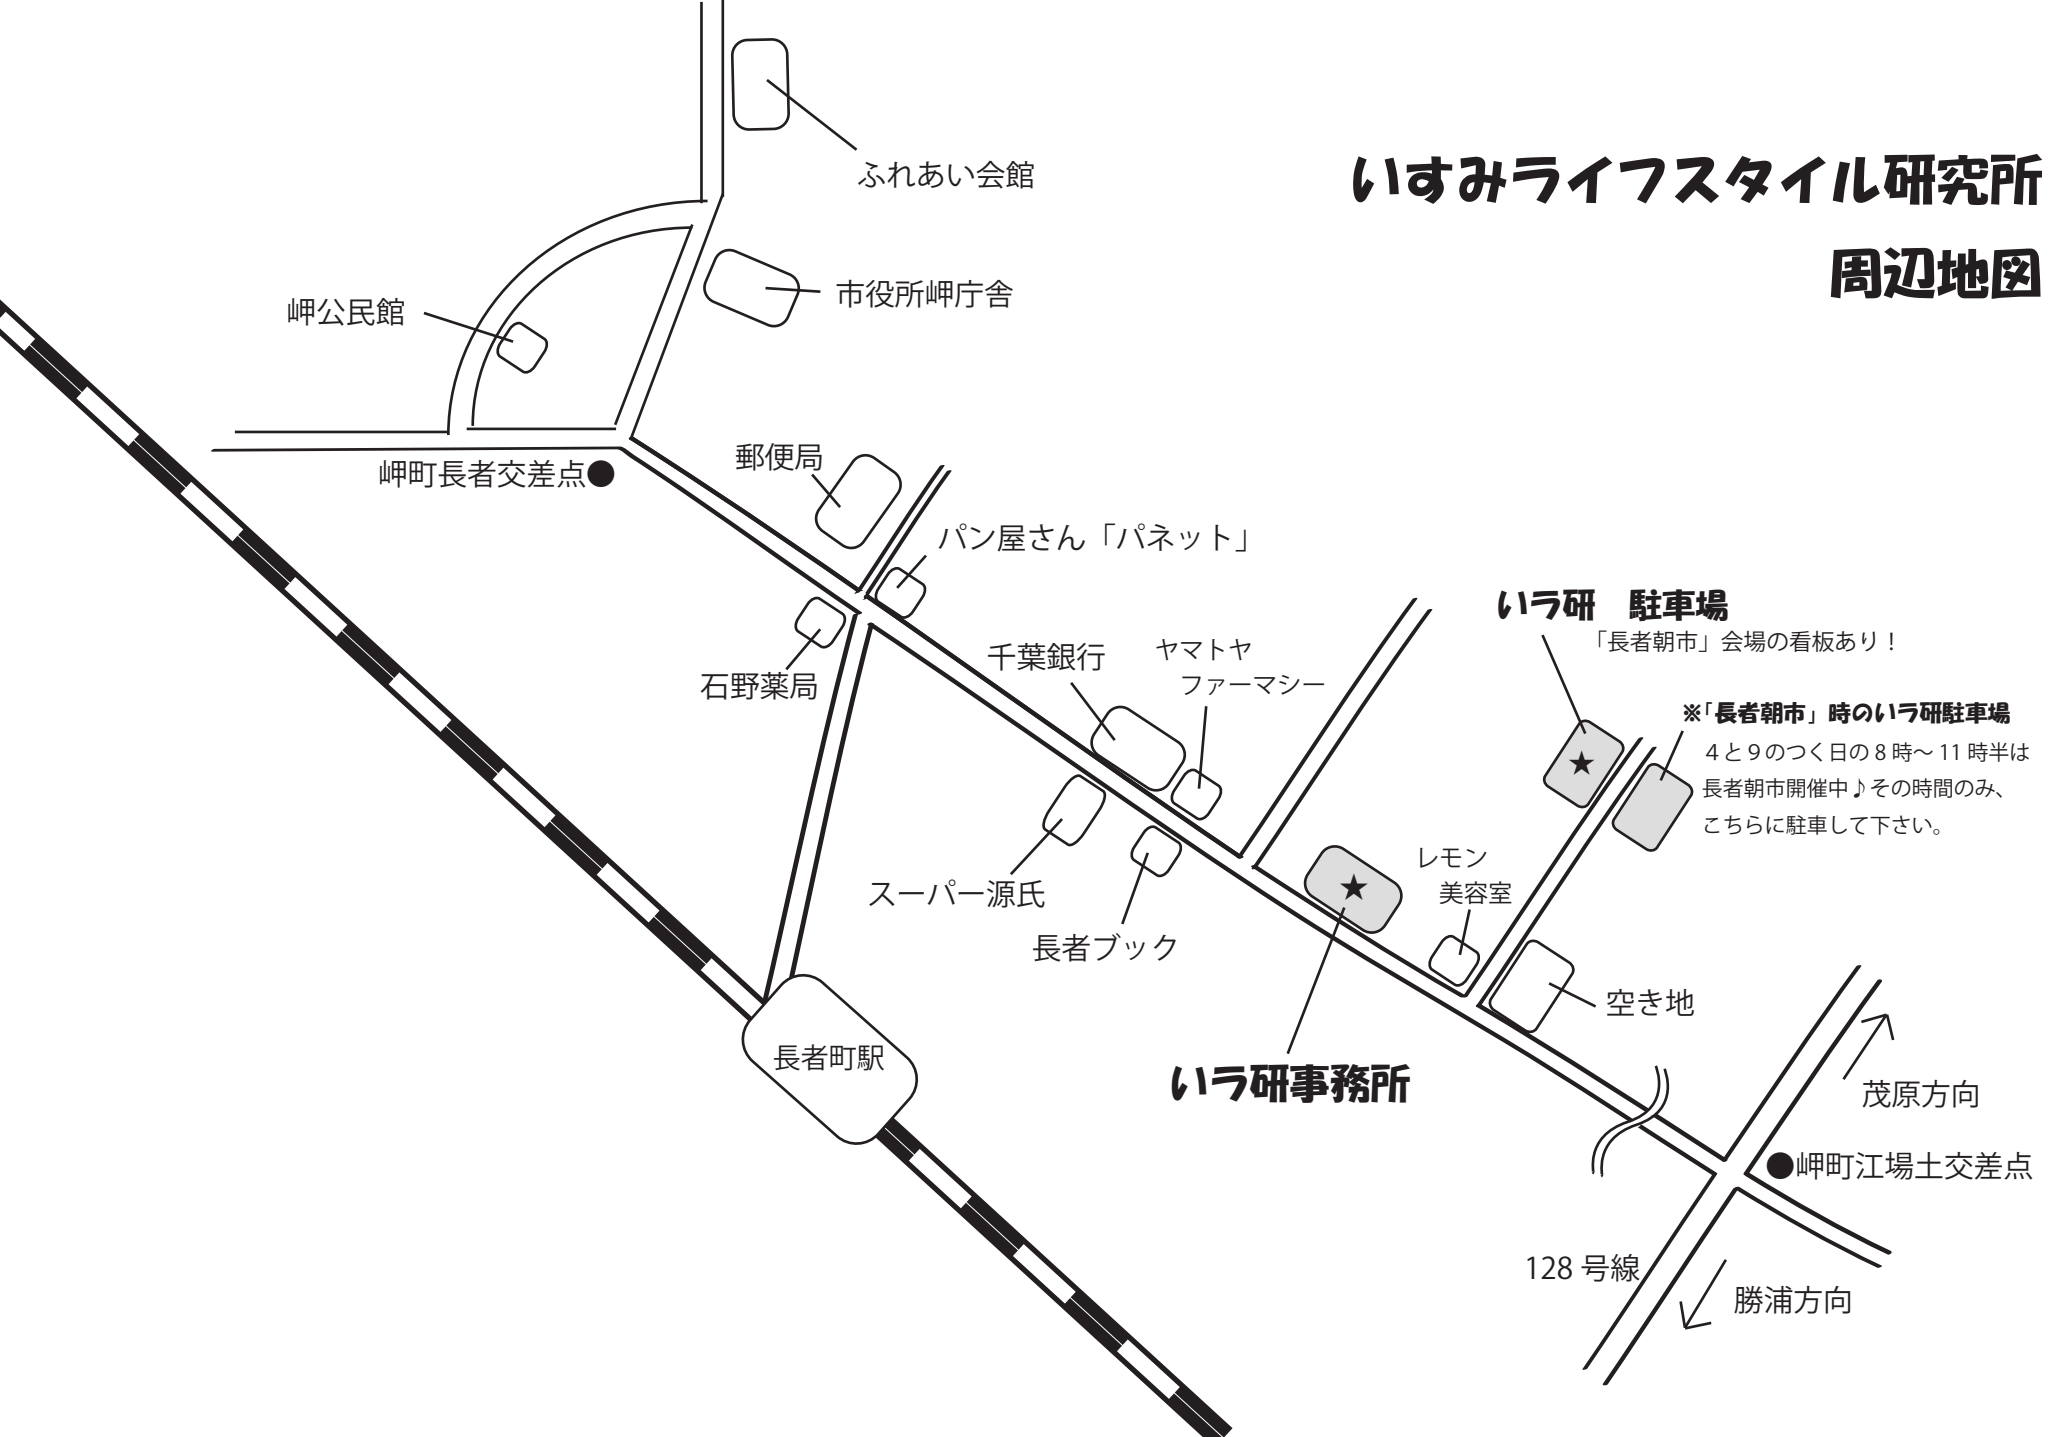 いすみライフスタイル研究所
周辺地図
ふれあい会館
市役所岬庁舎
岬公民館
岬町長者交差点●
郵便局
パン屋さん「パネット」
石野薬局
千葉銀行
ヤマトヤ
ファーマシー
いラ研　駐車場
「長者朝市」会場の看板あり！
※「長者朝市」時のいラ研駐車場
４と９のつく日の８時～11時半は
長者朝市開催中♪その時間のみ、
こちらに駐車して下さい。
★
★
スーパー源氏
長者ブック
レモン
美容室
空き地
いラ研事務所
長者町駅
茂原方向
●岬町江場土交差点
128号線
勝浦方向